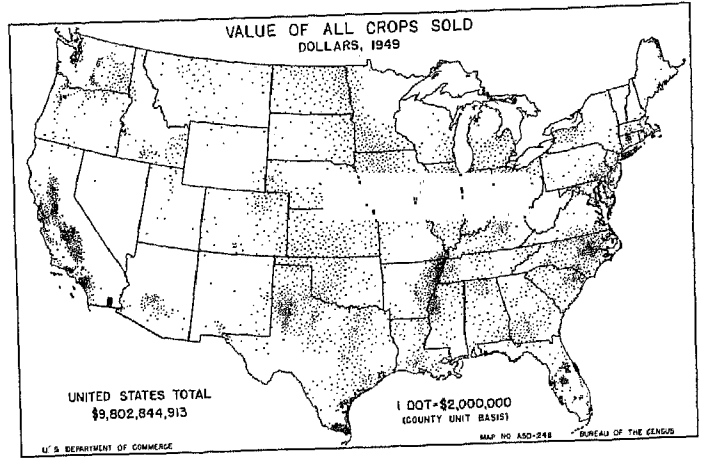 VALUE OF ALL CROPS SOLD
DOLLARS, 1949
UNITED STATES TOTAL
$9,802,844,913
1 DOT=$2,000,000
(COUNTY UNIT BASIS)
U S DEPARTMENT OF COMMERCE
MAP NO A50-248
BUREAU OF THE CENSUS